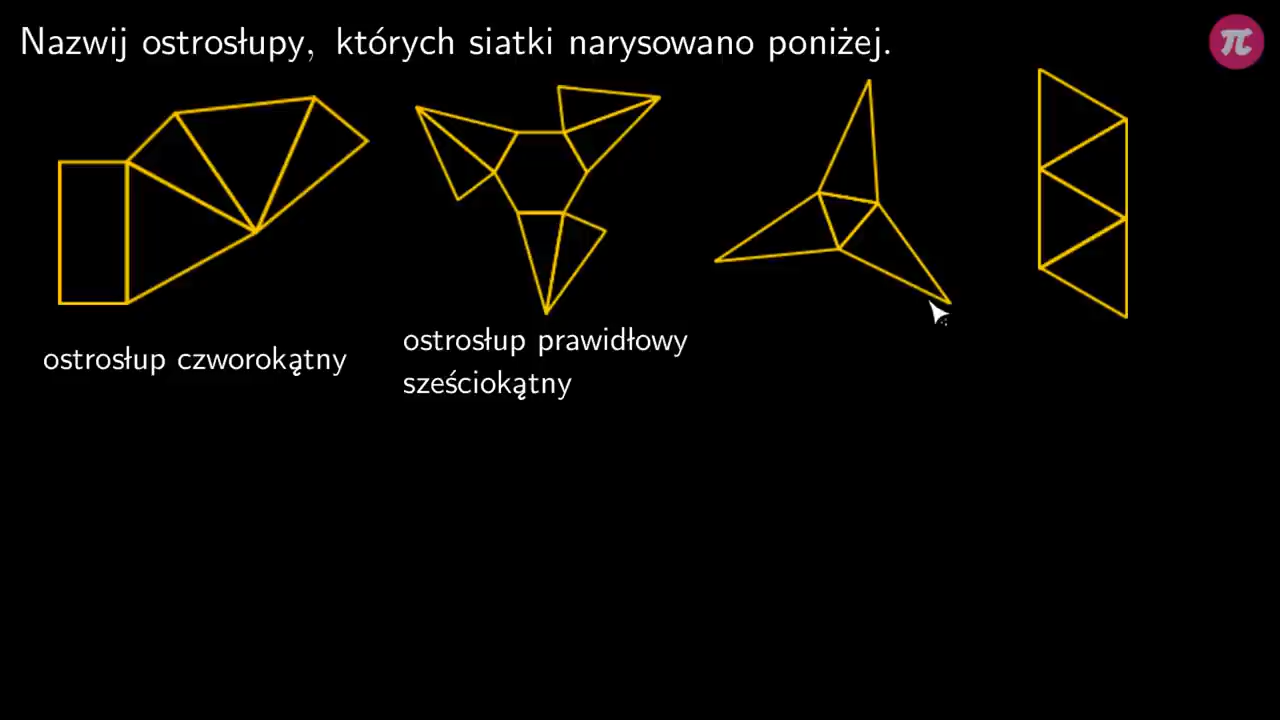 Nazwij ostrosłupy, których siatki narysowano poniżej.
π
ostrosłup czworokątny
ostrosłup prawidłowy
sześciokątny